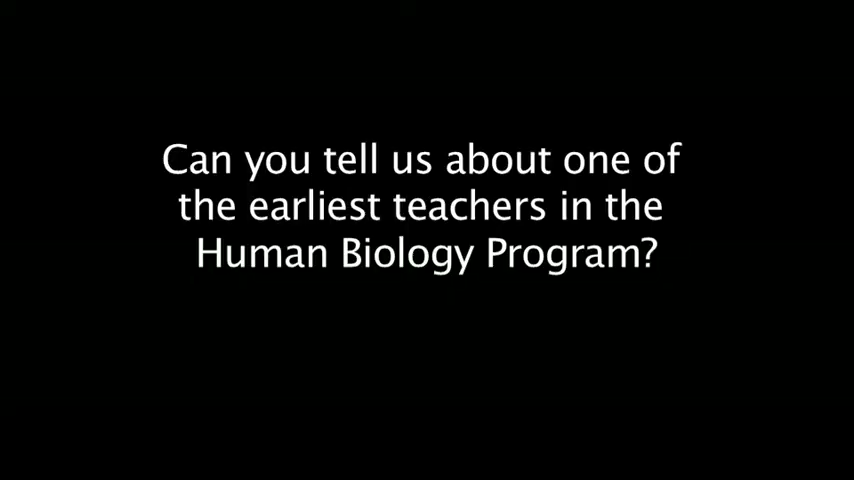 Can you tell us about one of
the earliest teachers in the
Human Biology Program?